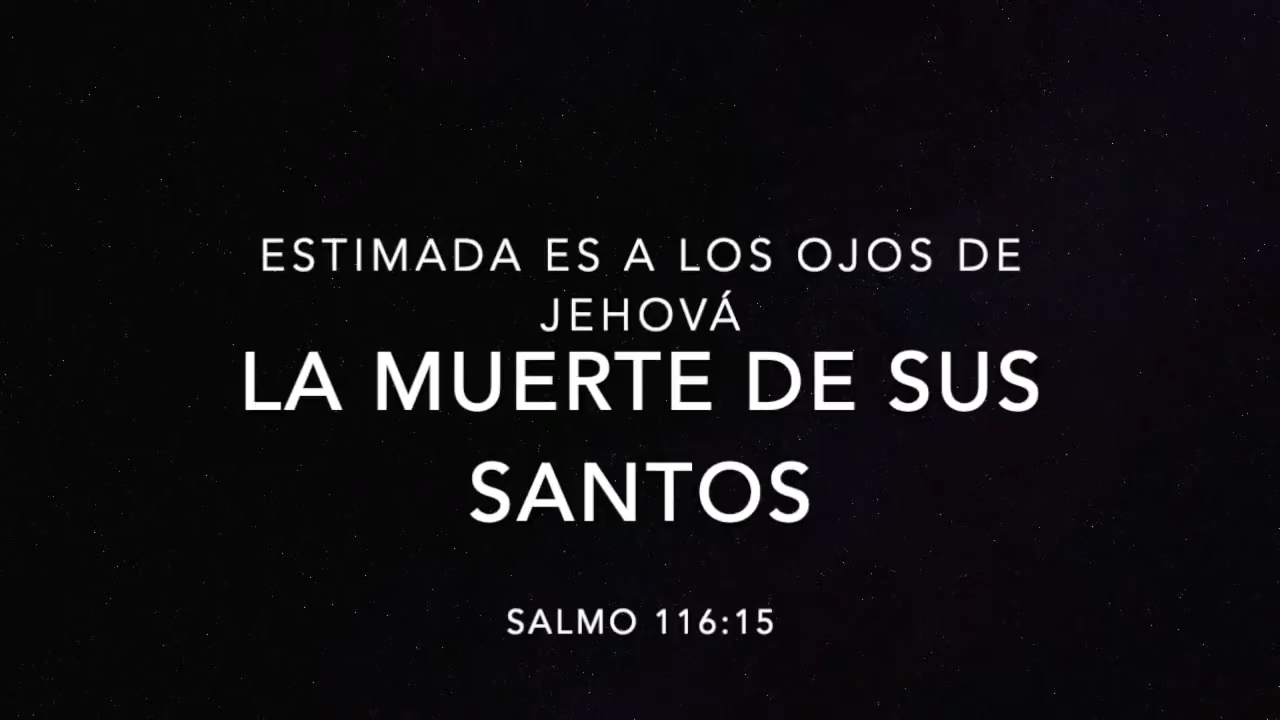 ESTIMADA ES A LOS OJOS DE
JEHOVÁ
LA MUERTE DE SUS
SANTOS
SALMO 116:15